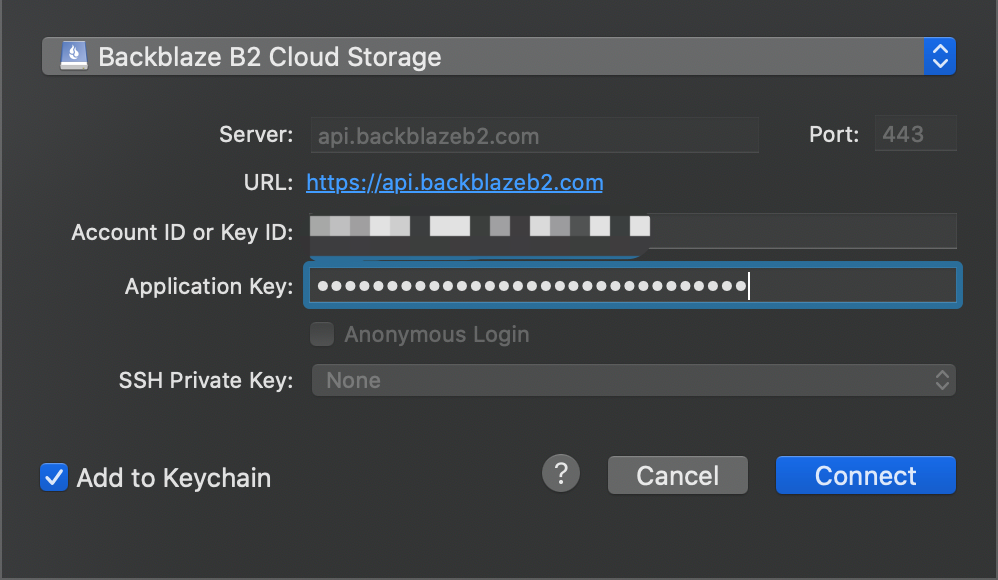 Backblaze B2 Cloud Storage
Server: api.backblazeb2.com Port: 443
URL: https://api.backblazeb2.com
Account ID or Key ID:
Application Key: •••••••••••••••••••••••••••••••
Anonymous Login
SSH Private Key: None
Add to Keychain ? Cancel Connect